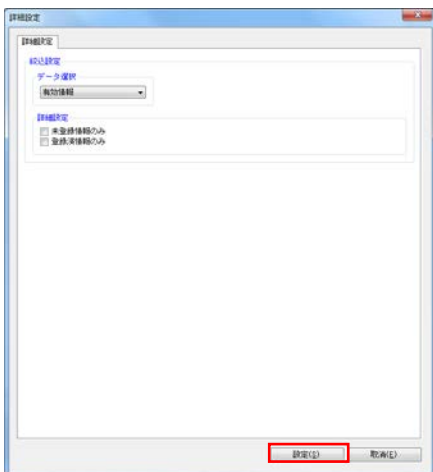 詳細設定
詳細設定
絞込設定
データ選択
有効情報
詳細設定
未登録情報のみ
登録済情報のみ
設定(S)
取消(E)